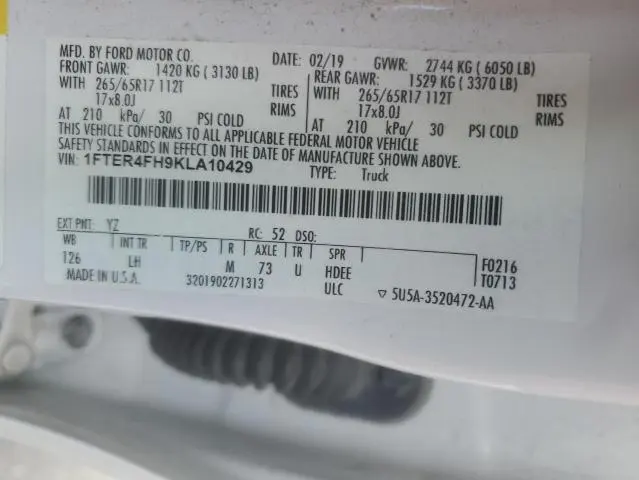 MFD. BY FORD MOTOR CO. DATE: 02/19 GVWR: 2744 KG ( 6050 LB)
FRONT GAWR: 1420 KG ( 3130 LB) REAR GAWR: 1529 KG ( 3370 LB)
WITH 265/65R17 112T TIRES WITH 265/65R17 112T TIRES
17x8.0J RIMS 17x8.0J RIMS
AT 210 kPa/ 30 PSI COLD AT 210 kPa/ 30 PSI COLD
THIS VEHICLE CONFORMS TO ALL APPLICABLE FEDERAL MOTOR VEHICLE
SAFETY STANDARDS IN EFFECT ON THE DATE OF MANUFACTURE SHOWN ABOVE.
VIN: 1FTER4FH9KLA10429 TYPE: Truck
EXT PNT: YZ RC: 52 DSO:
WB INT TR TP/PS R AXLE TR SPR
126 LH M 73 U HDEE F0216
MADE IN U.S.A. 3201902271313 ULC T0713
5U5A-3520472-AA